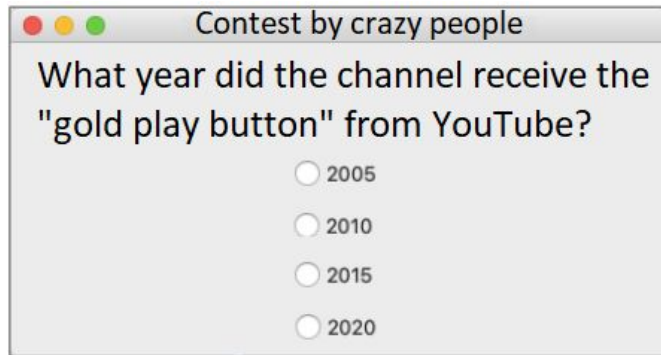 Contest by crazy people
What year did the channel receive the
"gold play button" from YouTube?
2005
2010
2015
2020